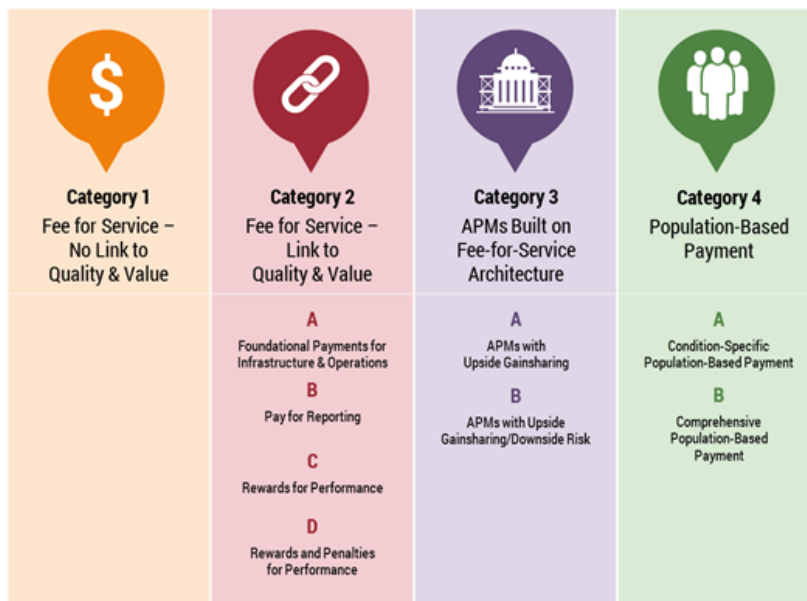 $
Category 1
Fee for Service –
No Link to
Quality & Value
Category 2
Fee for Service –
Link to
Quality & Value
A
Foundational Payments for
Infrastructure & Operations
B
Pay for Reporting
C
Rewards for Performance
D
Rewards and Penalties
for Performance
Category 3
APMs Built on
Fee-for-Service
Architecture
A
APMs with
Upside Gainsharing
B
APMs with Upside
Gainsharing/Downside Risk
Category 4
Population-Based
Payment
A
Condition-Specific
Population-Based Payment
B
Comprehensive
Population-Based
Payment